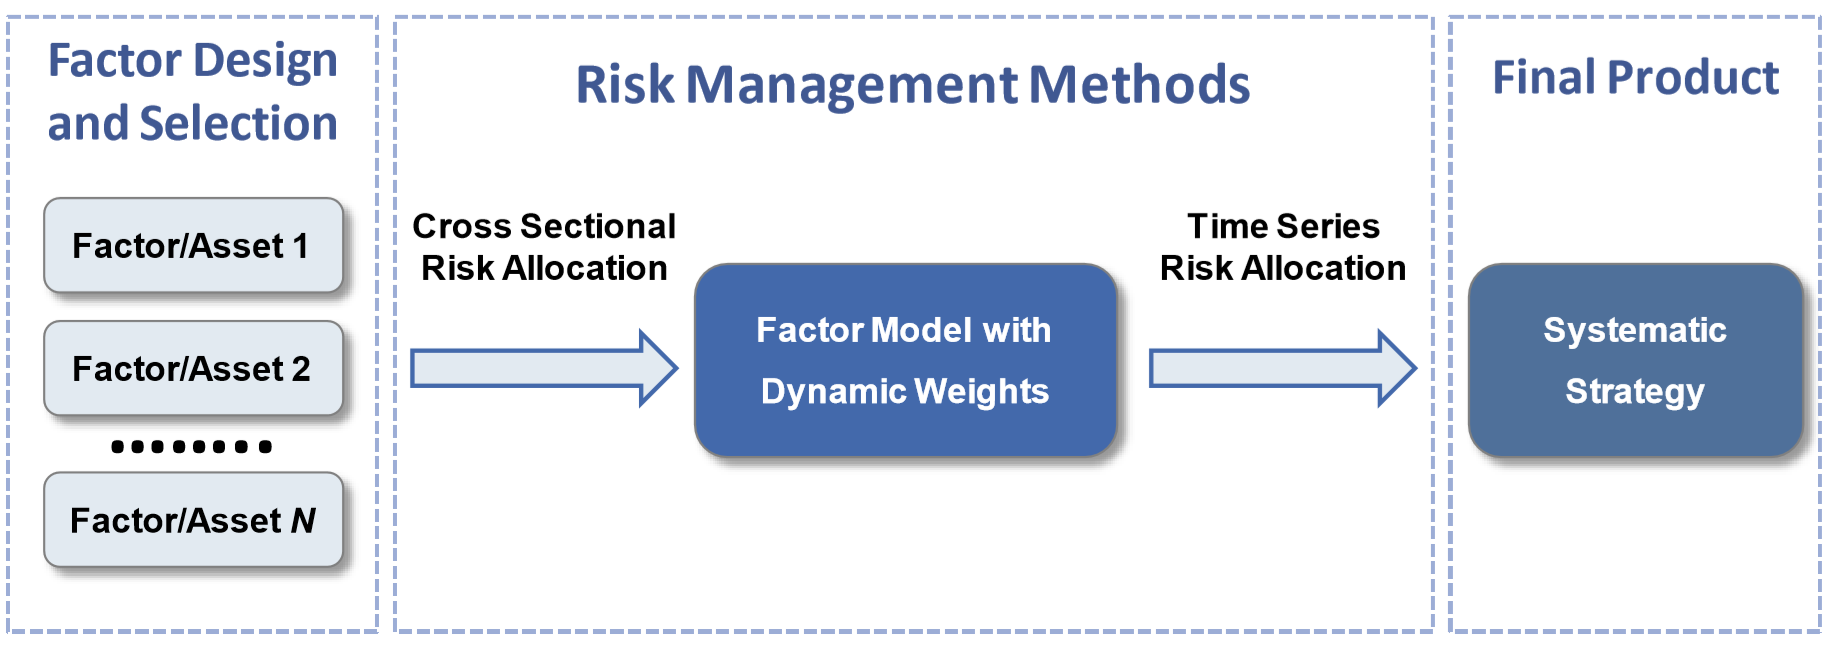 Factor Design
and Selection
Factor/Asset 1
Factor/Asset 2
Factor/Asset N
Risk Management Methods
Cross Sectional
Risk Allocation
Factor Model with
Dynamic Weights
Time Series
Risk Allocation
Final Product
Systematic
Strategy